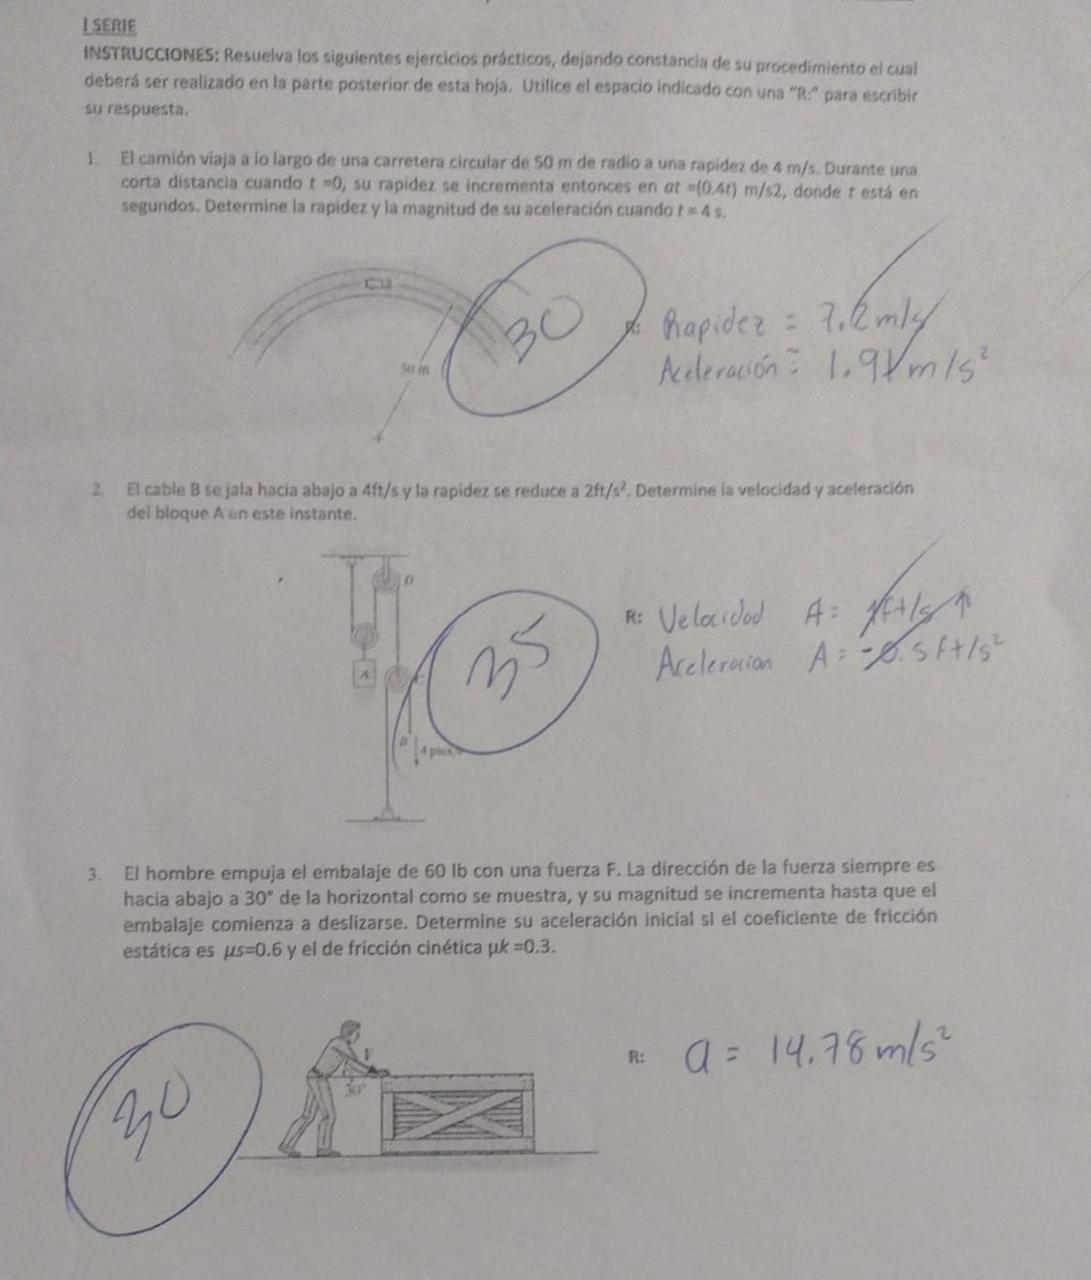 I SERIE
INSTRUCCIONES: Resuelva los siguientes ejercicios prácticos, dejando constancia de su procedimiento el cual
deberá ser realizado en la parte posterior de esta hoja. Utilice el espacio indicado con una "R:" para escribir
su respuesta.
1. El camión viaja a lo largo de una carretera circular de 50 m de radio a una rapidez de 4 m/s. Durante una
corta distancia cuando t =0, su rapidez se incrementa entonces en at =(0.4t) m/s2, donde t está en
segundos. Determine la rapidez y la magnitud de su aceleración cuando t = 4 s.
50 m
30
R: Rapidez = 7.2 m/s
Aceleración ≈ 1.91 m/s²
2. El cable B se jala hacia abajo a 4ft/s y la rapidez se reduce a 2ft/s². Determine la velocidad y aceleración
del bloque A en este instante.
D
A
C
B
4 pies/s
35
R: Velocidad A = 1ft/s ↑
Aceleracion A = -0.5 ft/s²
3. El hombre empuja el embalaje de 60 lb con una fuerza F. La dirección de la fuerza siempre es
hacia abajo a 30° de la horizontal como se muestra, y su magnitud se incrementa hasta que el
embalaje comienza a deslizarse. Determine su aceleración inicial si el coeficiente de fricción
estática es µs=0.6 y el de fricción cinética µk =0.3.
30
F
30°
R: a = 14.78 m/s²